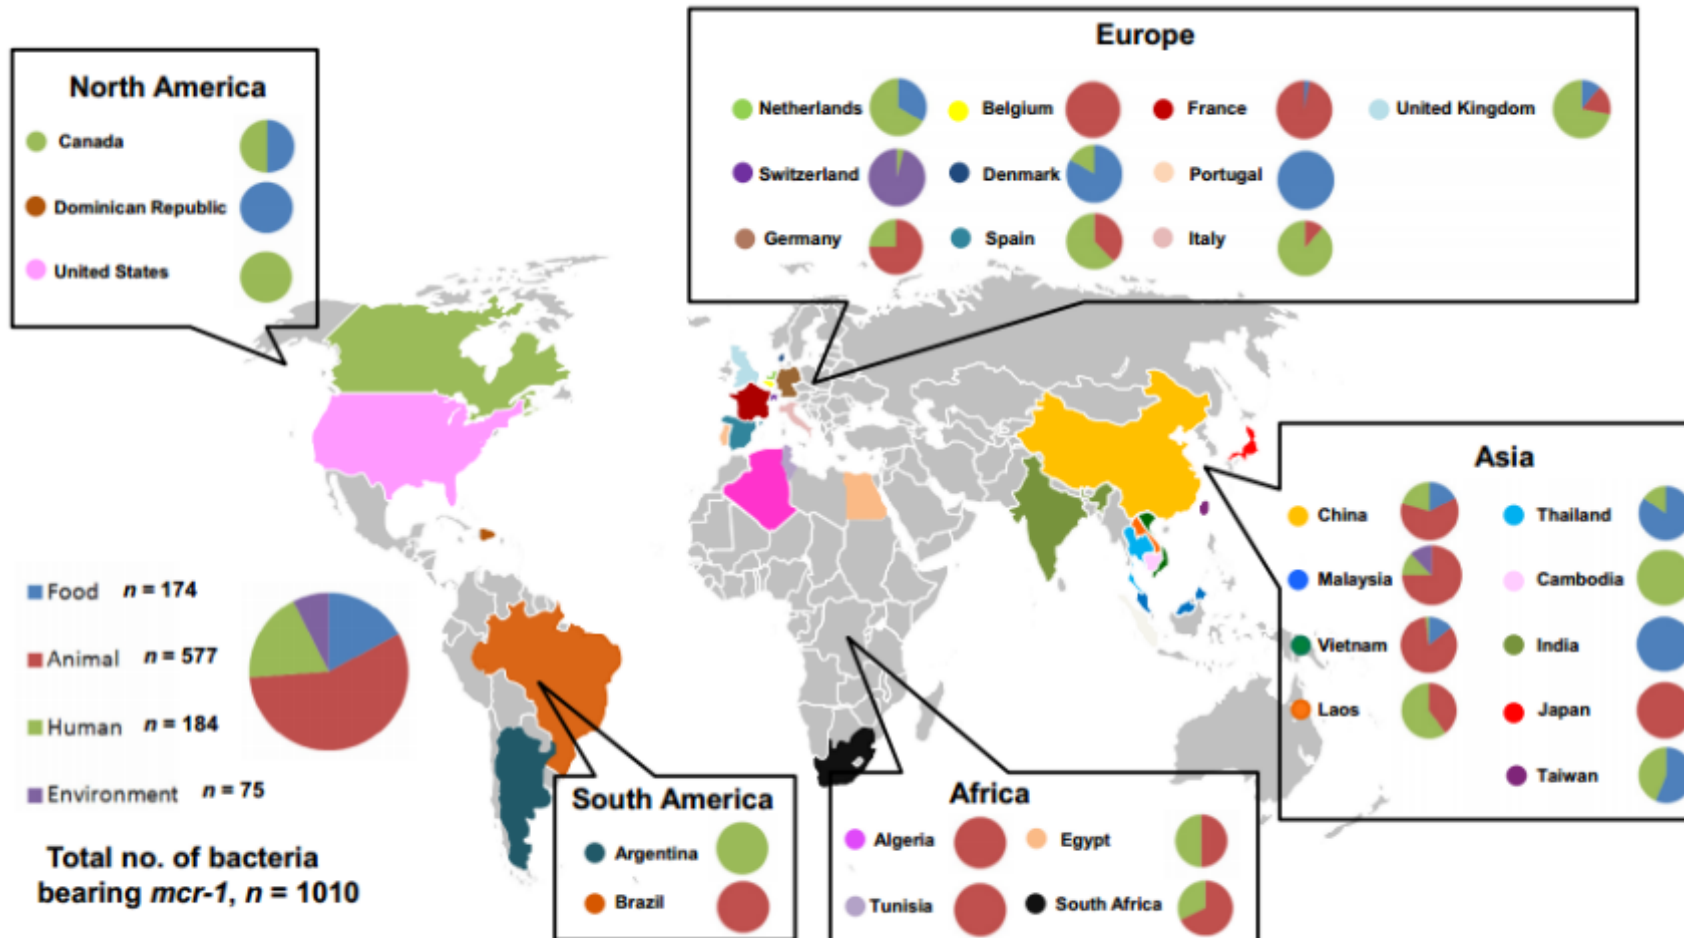 North America
Canada
Dominican Republic
United States
Europe
Netherlands Belgium France United Kingdom
Switzerland Denmark Portugal
Germany Spain Italy
Asia
China Thailand
Malaysia Cambodia
Vietnam India
Laos Japan
Taiwan
Food n = 174
Animal n = 577
Human n = 184
Environment n = 75
Total no. of bacteria
bearing mcr-1, n = 1010
South America
Argentina
Brazil
Africa
Algeria Egypt
Tunisia South Africa